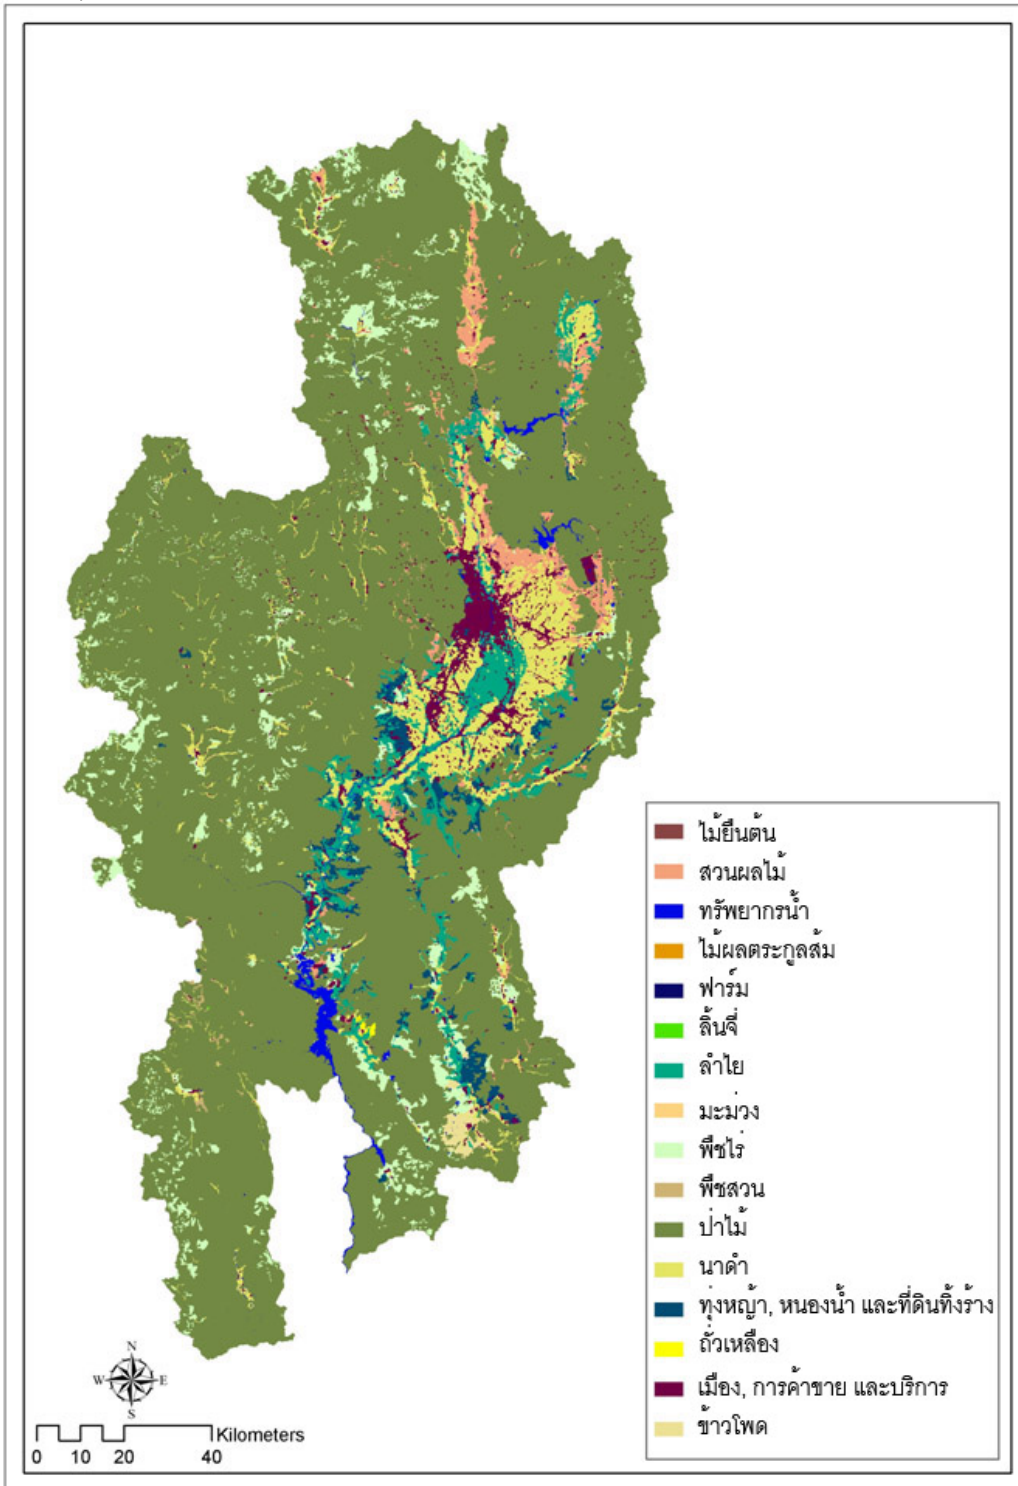 ไม้ยืนต้น
สวนผลไม้
ทรัพยากรน้ำ
ไม้ผลตระกูลส้ม
ฟาร์ม
ลิ้นจี่
ลำไย
มะม่วง
พืชไร่
พืชสวน
ป่าไม้
นาดำ
ทุ่งหญ้า, หนองน้ำ และที่ดินทิ้งร้าง
ถั่วเหลือง
เมือง, การค้าขาย และบริการ
ข้าวโพด
N
W E
S
Kilometers
0 10 20 40